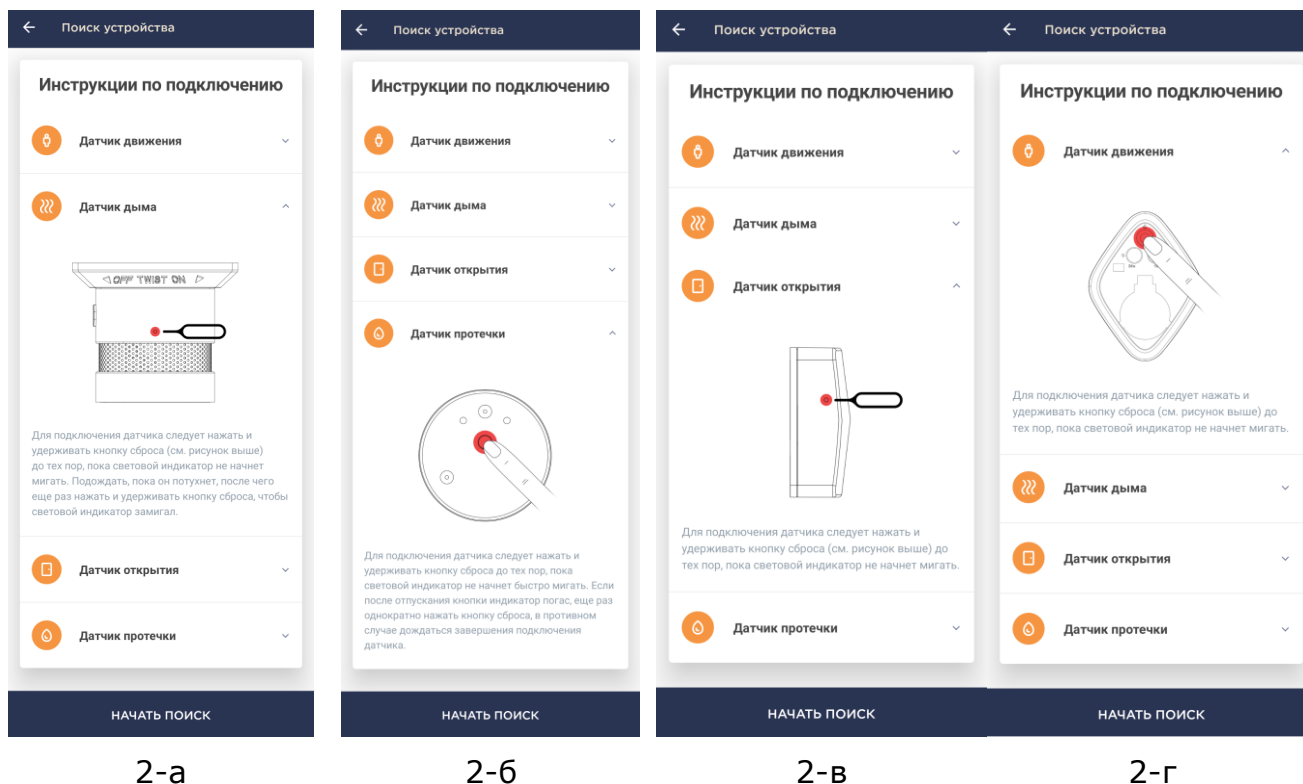 Поиск устройства
Инструкции по подключению
Датчик движения
Датчик дыма
OFF TWIST ON
Для подключения датчика следует нажать и
удерживать кнопку сброса (см. рисунок выше)
до тех пор, пока световой индикатор не начнет
мигать. Подождать, пока он потухнет, после чего
еще раз нажать и удерживать кнопку сброса, чтобы
световой индикатор замигал.
Датчик открытия
Датчик протечки
НАЧАТЬ ПОИСК
2-а
Поиск устройства
Инструкции по подключению
Датчик движения
Датчик дыма
Датчик открытия
Датчик протечки
Для подключения датчика следует нажать и
удерживать кнопку сброса до тех пор, пока
световой индикатор не начнет быстро мигать. Если
после отпускания кнопки индикатор погас, еще раз
однократно нажать кнопку сброса, в противном
случае дождаться завершения подключения
датчика.
НАЧАТЬ ПОИСК
2-б
Поиск устройства
Инструкции по подключению
Датчик движения
Датчик дыма
Датчик открытия
Для подключения датчика следует нажать и
удерживать кнопку сброса (см. рисунок выше) до
тех пор, пока световой индикатор не начнет мигать.
Датчик протечки
НАЧАТЬ ПОИСК
2-в
Поиск устройства
Инструкции по подключению
Датчик движения
Для подключения датчика следует нажать и
удерживать кнопку сброса (см. рисунок выше) до
тех пор, пока световой индикатор не начнет мигать.
Датчик дыма
Датчик открытия
Датчик протечки
НАЧАТЬ ПОИСК
2-г